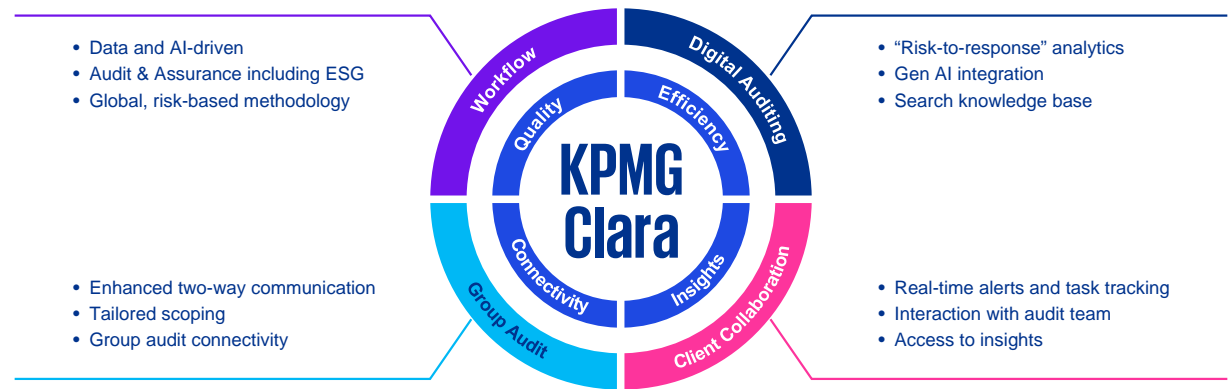 • Data and AI-driven
• Audit & Assurance including ESG
• Global, risk-based methodology
Workflow
Digital Auditing
• “Risk-to-response” analytics
• Gen AI integration
• Search knowledge base
Quality
Efficiency
KPMG
Clara
Connectivity
Insights
• Enhanced two-way communication
• Tailored scoping
• Group audit connectivity
Group Audit
Client Collaboration
• Real-time alerts and task tracking
• Interaction with audit team
• Access to insights